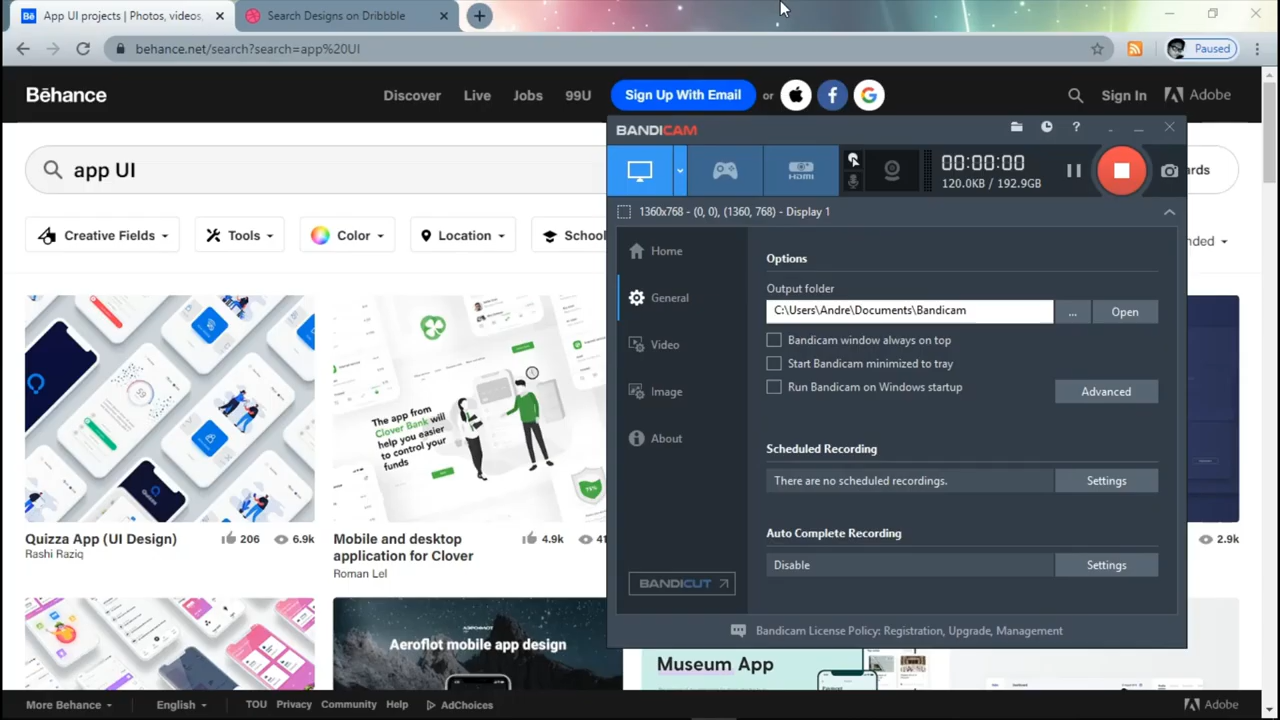 App UI projects | Photos, videos,
Search Designs on Dribbble
behance.net/search?search=app%20UI
Paused
Bēhance
Discover
Live
Jobs
99U
Sign Up With Email
or
Sign In
Adobe
app UI
Creative Fields
Tools
Color
Location
School
BANDICAM
HDMI
00:00:00
120.0KB / 192.9GB
1360x768 - (0, 0), (1360, 768) - Display 1
Home
General
Video
Image
About
BANDICUT
Options
Output folder
C:\Users\Andre\Documents\Bandicam
...
Open
Bandicam window always on top
Start Bandicam minimized to tray
Run Bandicam on Windows startup
Advanced
Scheduled Recording
There are no scheduled recordings.
Settings
Auto Complete Recording
Disable
Settings
Bandicam License Policy: Registration, Upgrade, Management
The app from
Clover Bank will
help you easier
to control your
funds
Quizza App (UI Design)
Rashi Raziq
206
6.9k
Mobile and desktop
application for Clover
Roman Lel
4.9k
41
2.9k
Aeroflot mobile app design
Museum App
More Behance
English
TOU
Privacy
Community
Help
AdChoices
Adobe